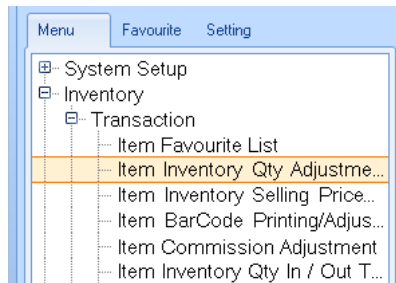 Menu Favourite Setting
System Setup
Inventory
Transaction
Item Favourite List
Item Inventory Qty Adjustme...
Item Inventory Selling Price...
Item BarCode Printing/Adjus...
Item Commission Adjustment
Item Inventory Qty In / Out T...